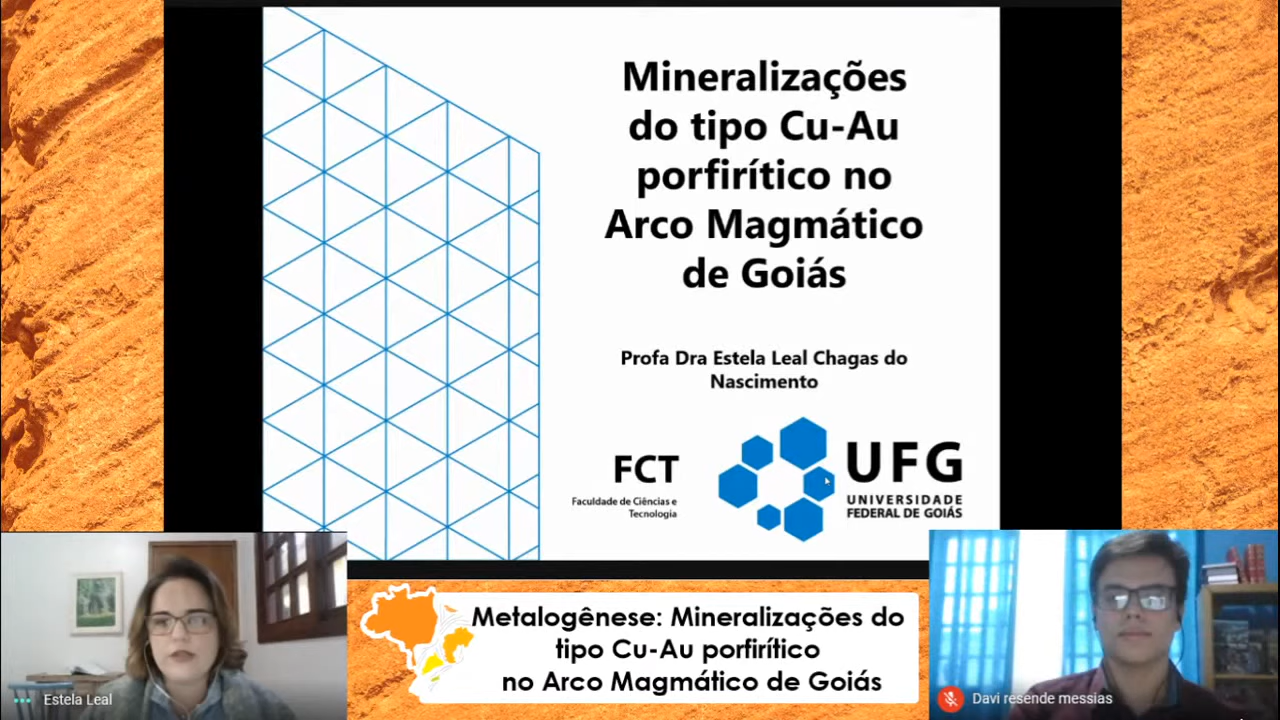 Mineralizações
do tipo Cu-Au
porfirítico no
Arco Magmático
de Goiás
Profa Dra Estela Leal Chagas do
Nascimento
FCT
Faculdade de Ciências e
Tecnologia
UFG
UNIVERSIDADE
FEDERAL DE GOIÁS
Estela Leal
Metalogênese: Mineralizações do
tipo Cu-Au porfirítico
no Arco Magmático de Goiás
Davi resende messias